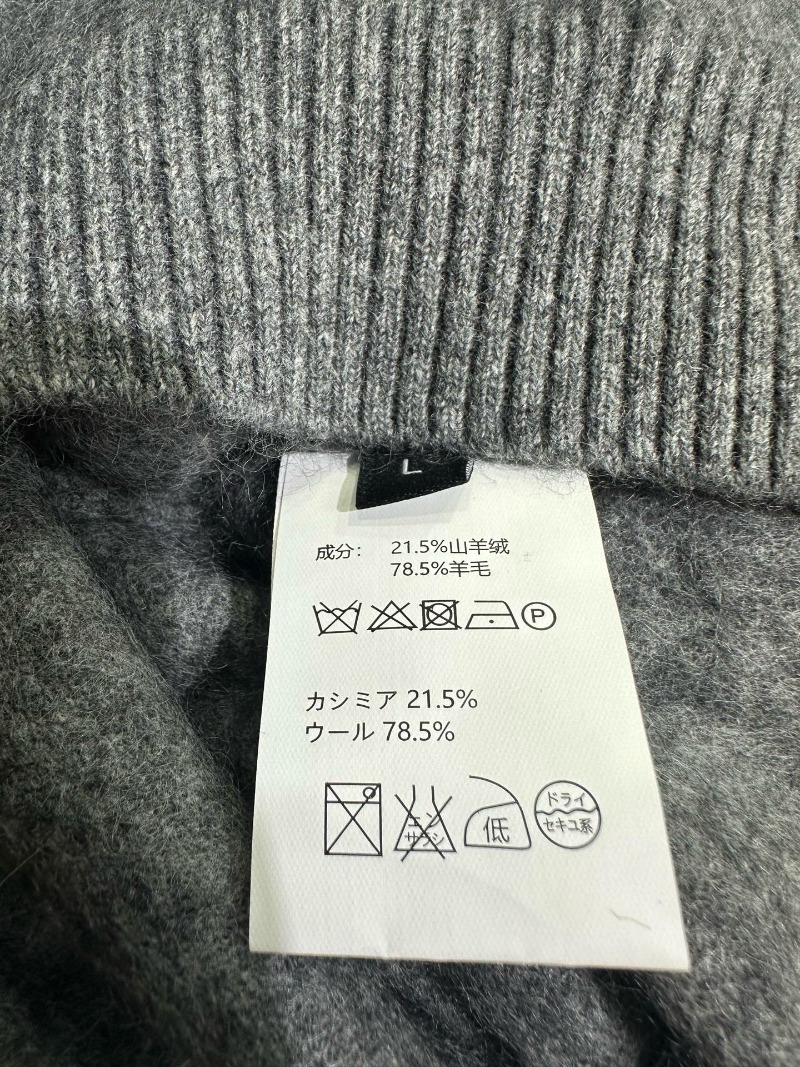 L
成分： 21.5%山羊绒
78.5%羊毛
P
カシミア 21.5%
ウール 78.5%
エン
サラシ
低
ドライ
セキユ系